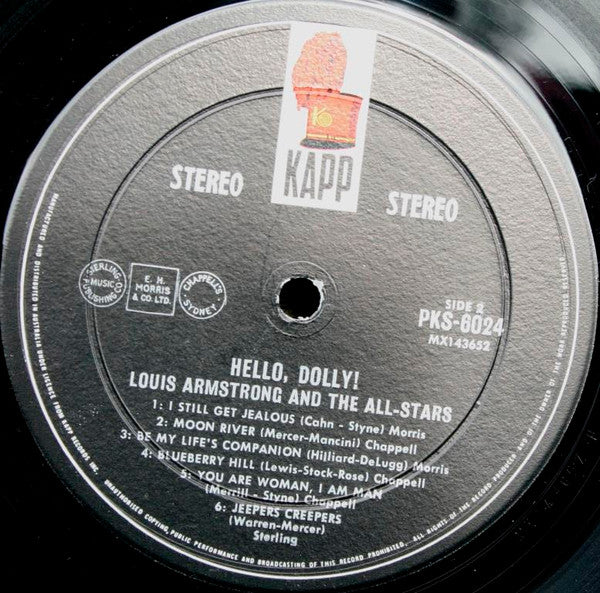 KAPP
STEREO
STEREO
STERLING
MUSIC
PUBLISHING CO.
E. H.
MORRIS
& CO. LTD.
CHAPPELL'S
SYDNEY
SIDE 2
PKS-6024
MX143652
HELLO, DOLLY!
LOUIS ARMSTRONG AND THE ALL-STARS
1: I STILL GET JEALOUS (Cahn - Styne) Morris
2: MOON RIVER (Mercer-Mancini) Chappell
3: BE MY LIFE'S COMPANION (Hilliard-DeLugg) Morris
4: BLUEBERRY HILL (Lewis-Stock-Rose) Chappell
5: YOU ARE WOMAN, I AM MAN
(Merrill - Styne) Chappell
6: JEEPERS CREEPERS
(Warren-Mercer)
Sterling
MANUFACTURED AND DISTRIBUTED IN AUSTRALIA UNDER LICENCE FROM KAPP RECORDS INC. UNAUTHORISED COPYING, PUBLIC PERFORMANCE AND BROADCASTING OF THIS RECORD PROHIBITED. ALL RIGHTS OF THE RECORD PRODUCER AND OF THE OWNER OF THE WORK REPRODUCED RESERVED.